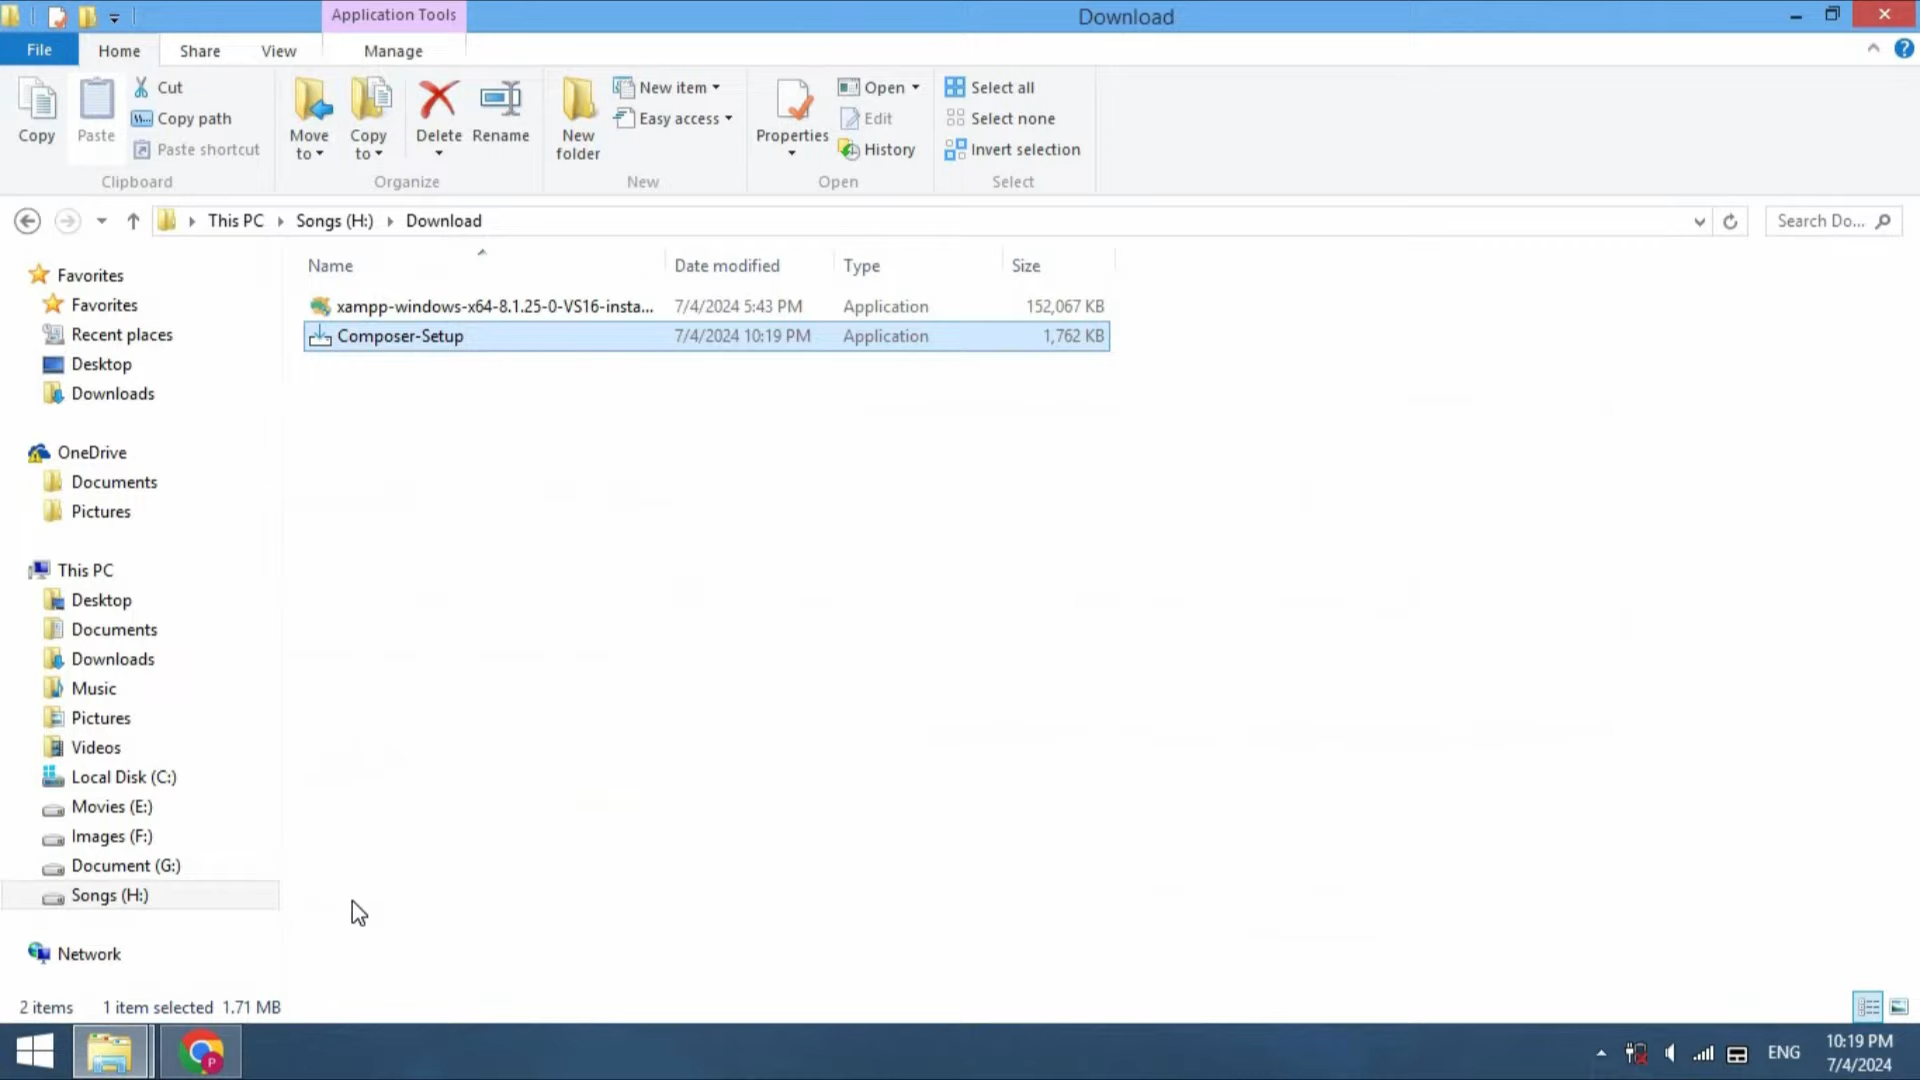 Application Tools
Download
File Home Share View Manage
Copy
Paste
Cut
Copy path
Paste shortcut
Clipboard
Move to
Copy to
Delete
Rename
Organize
New folder
New item
Easy access
New
Properties
Open
Edit
History
Open
Select all
Select none
Invert selection
Select
This PC Songs (H:) Download
Search Do...
Name Date modified Type Size
xampp-windows-x64-8.1.25-0-VS16-insta... 7/4/2024 5:43 PM Application 152,067 KB
Composer-Setup 7/4/2024 10:19 PM Application 1,762 KB
Favorites
Favorites
Recent places
Desktop
Downloads
OneDrive
Documents
Pictures
This PC
Desktop
Documents
Downloads
Music
Pictures
Videos
Local Disk (C:)
Movies (E:)
Images (F:)
Document (G:)
Songs (H:)
Network
2 items 1 item selected 1.71 MB
P
ENG
10:19 PM
7/4/2024